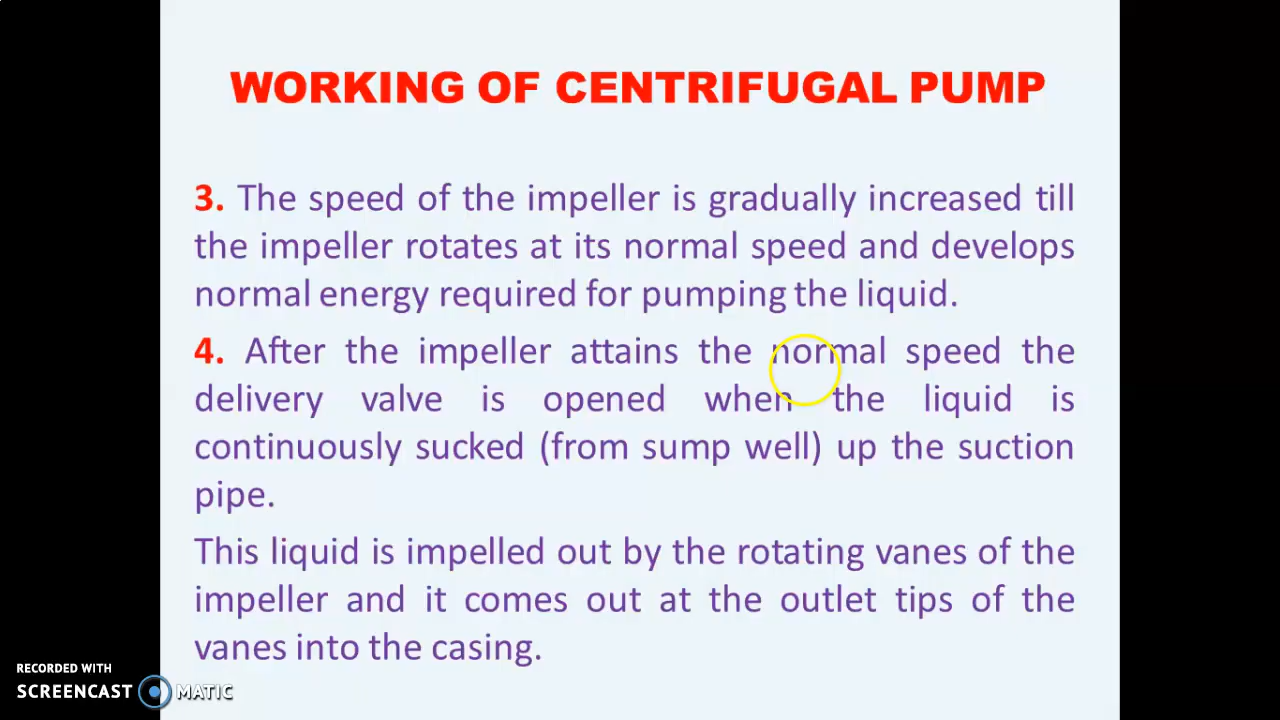 WORKING OF CENTRIFUGAL PUMP
3. The speed of the impeller is gradually increased till
the impeller rotates at its normal speed and develops
normal energy required for pumping the liquid.
4. After the impeller attains the normal speed the
delivery valve is opened when the liquid is
continuously sucked (from sump well) up the suction
pipe.
This liquid is impelled out by the rotating vanes of the
impeller and it comes out at the outlet tips of the
vanes into the casing.
RECORDED WITH
SCREENCAST MATIC